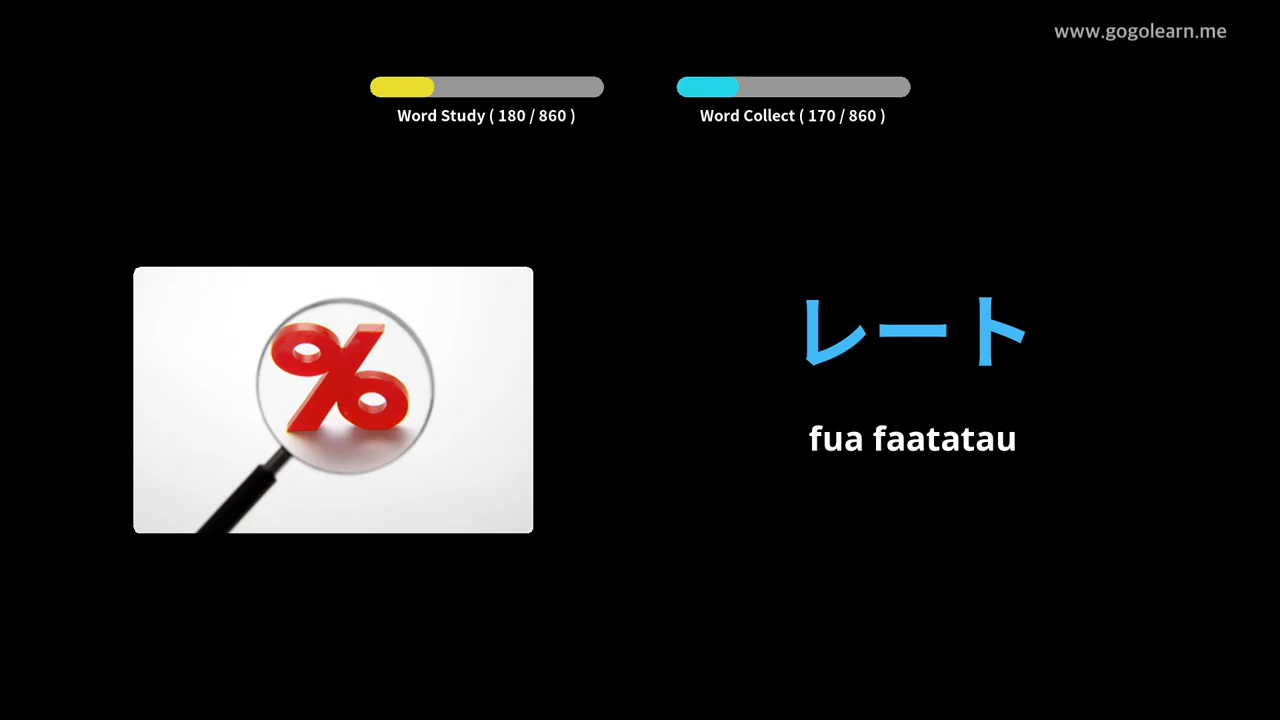 www.gogolearn.me
Word Study ( 180 / 860 )
Word Collect ( 170 / 860 )
%
レート
fua faatatau